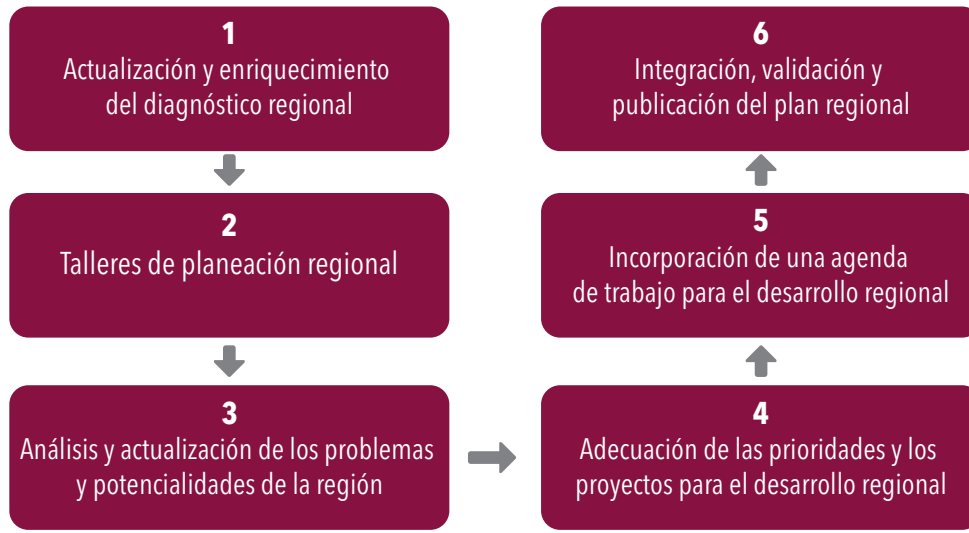 1
Actualización y enriquecimiento
del diagnóstico regional
2
Talleres de planeación regional
3
Análisis y actualización de los problemas
y potencialidades de la región
4
Adecuación de las prioridades y los
proyectos para el desarrollo regional
5
Incorporación de una agenda
de trabajo para el desarrollo regional
6
Integración, validación y
publicación del plan regional